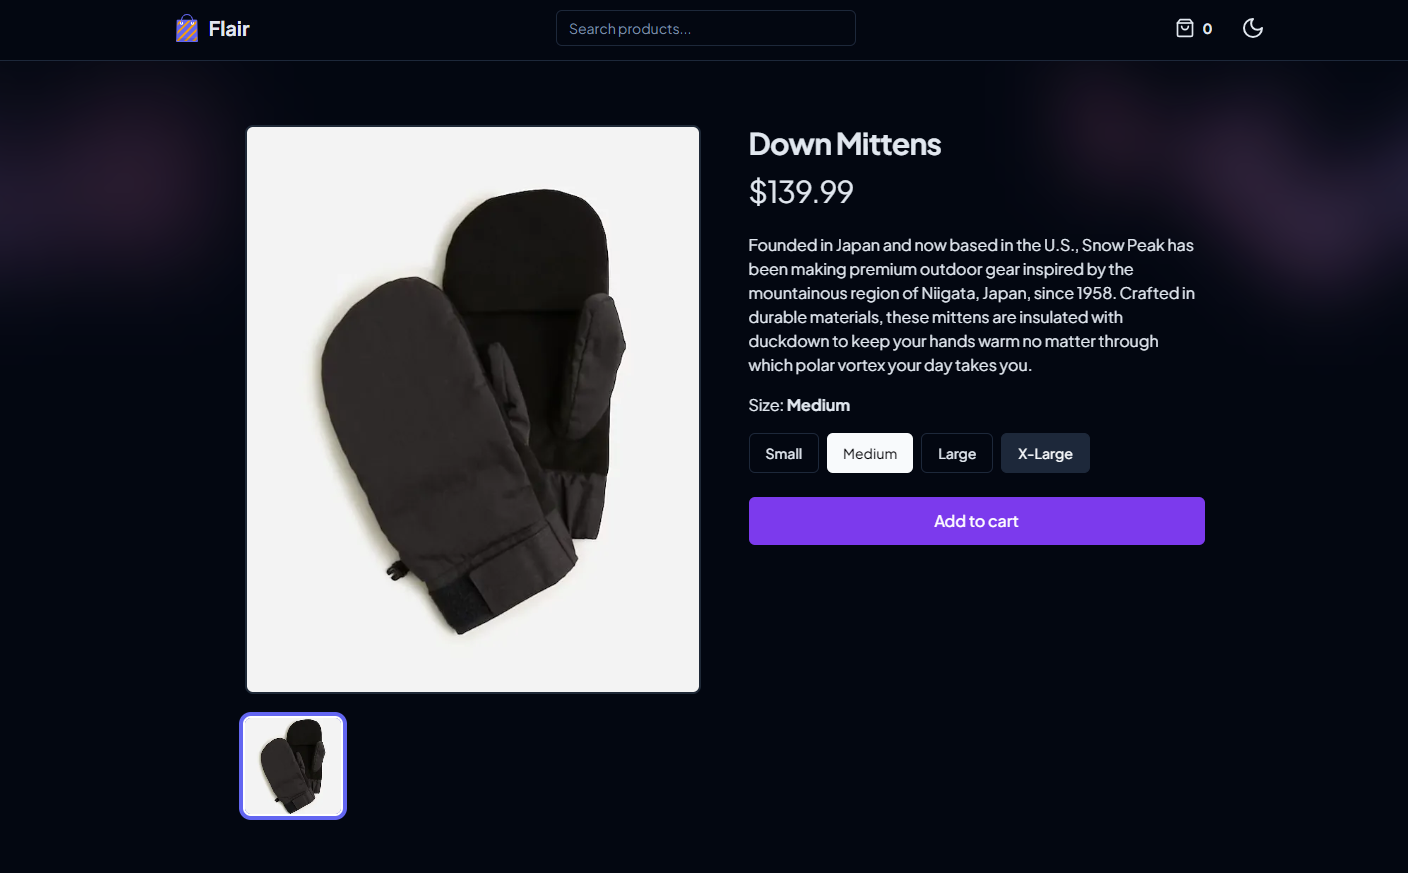 Flair
Search products...
0
Down Mittens
$139.99
Founded in Japan and now based in the U.S., Snow Peak has
been making premium outdoor gear inspired by the
mountainous region of Niigata, Japan, since 1958. Crafted in
durable materials, these mittens are insulated with
duckdown to keep your hands warm no matter through
which polar vortex your day takes you.
Size: Medium
Small Medium Large X-Large
Add to cart